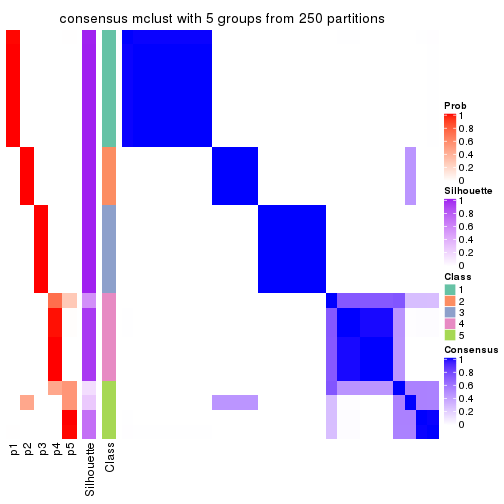 consensus mclust with 5 groups from 250 partitions
Prob
1
0.8
0.6
0.4
0.2
0
Silhouette
1
0.8
0.6
0.4
0.2
0
Class
1
2
3
4
5
Consensus
1
0.8
0.6
0.4
0.2
0
p1
p2
p3
p4
p5
Silhouette
Class